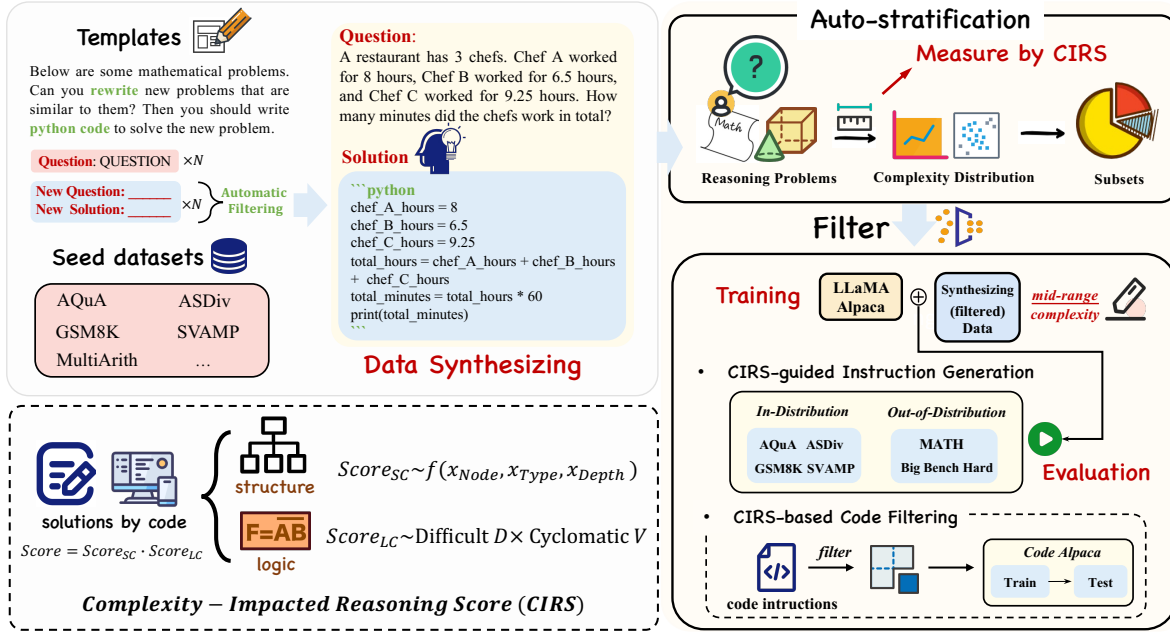 Templates
Below are some mathematical problems.
Can you rewrite new problems that are
similar to them? Then you should write
python code to solve the new problem.
Question: QUESTION ×N
New Question: ______
New Solution: ______
×N
Automatic
Filtering
Seed datasets
AQuA ASDiv
GSM8K SVAMP
MultiArith …
Question:
A restaurant has 3 chefs. Chef A worked
for 8 hours, Chef B worked for 6.5 hours,
and Chef C worked for 9.25 hours. How
many minutes did the chefs work in total?
Solution
```python
chef_A_hours = 8
chef_B_hours = 6.5
chef_C_hours = 9.25
total_hours = chef_A_hours + chef_B_hours
+ chef_C_hours
total_minutes = total_hours * 60
print(total_minutes)
```
Data Synthesizing
solutions by code
Score = Score_SC · Score_LC
structure
Score_SC~f(x_Node, x_Type, x_Depth)
F=A̅B̅
logic
Score_LC~Difficult D× Cyclomatic V
Complexity − Impacted Reasoning Score (CIRS)
Auto-stratification
Measure by CIRS
?
Math
Reasoning Problems
Complexity Distribution
Subsets
Filter
Training
LLaMA
Alpaca
⊕
Synthesizing
(filtered)
Data
mid-range
complexity
• CIRS-guided Instruction Generation
In-Distribution
AQuA ASDiv
GSM8K SVAMP
Out-of-Distribution
MATH
Big Bench Hard
Evaluation
• CIRS-based Code Filtering
</>
code intructions
filter
Code Alpaca
Train
Test